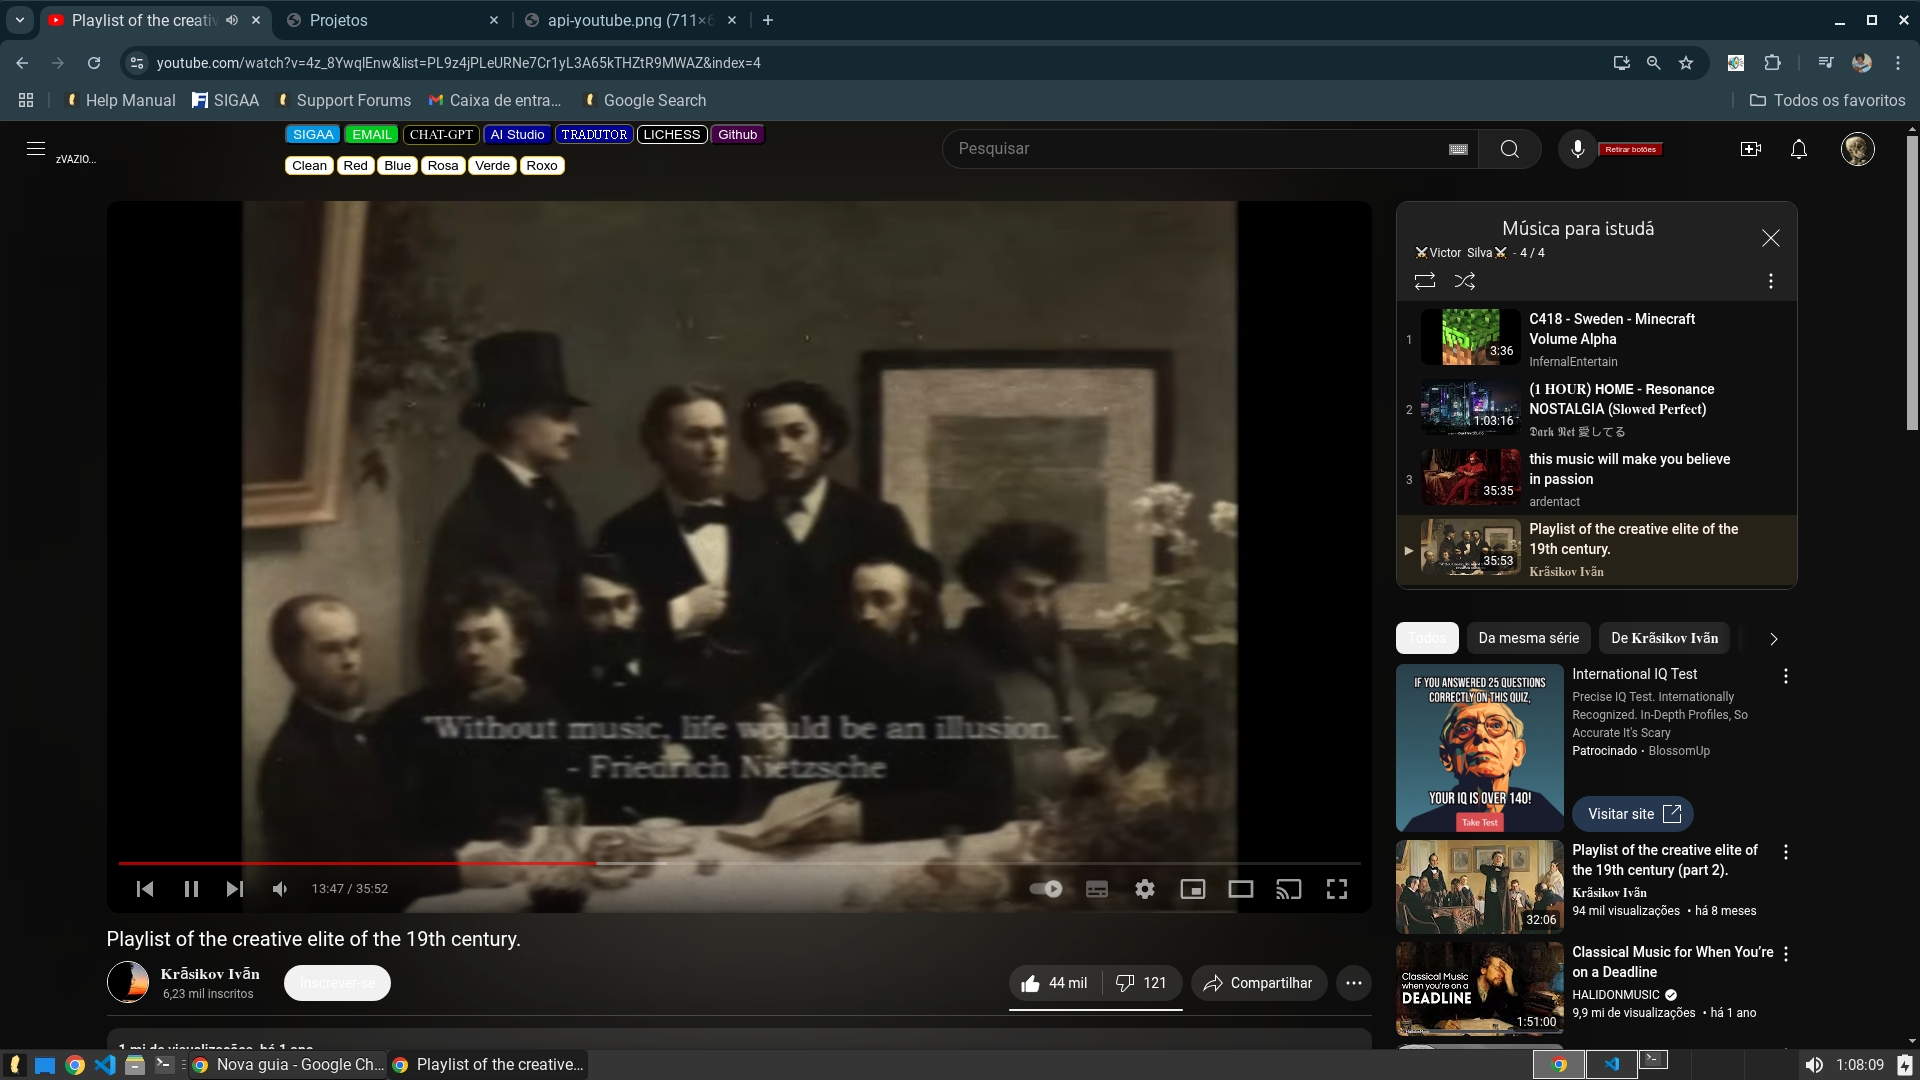 Playlist of the creativ
Projetos
api-youtube.png (711×6
youtube.com/watch?v=4z_8YwqlEnw&list=PL9z4jPLeURNe7Cr1yL3A65kTHZtR9MWAZ&index=4
Help Manual
SIGAA
Support Forums
Caixa de entra...
Google Search
Todos os favoritos
SIGAA EMAIL CHAT-GPT AI Studio TRADUTOR LICHESS Github
zVAZIO...
Clean Red Blue Rosa Verde Roxo
Pesquisar
Retirar botões
"Without music, life would be an illusion."
- Friedrich Nietzsche
13:47 / 35:52
Playlist of the creative elite of the 19th century.
Krãsikov Ivãn
6,23 mil inscritos
Inscrever-se
44 mil
121
Compartilhar
1 mi de visualizações há 1 ano
Música para istudá
⚔Victor Silva⚔ - 4 / 4
1
3:36
C418 - Sweden - Minecraft
Volume Alpha
InfernalEntertain
2
1:03:16
(𝟏 𝐇𝐎𝐔𝐑) HOME - Resonance
NOSTALGIA (𝐒𝐥𝐨𝐰𝐞𝐝 𝐏𝐞𝐫𝐟𝐞𝐜𝐭)
𝕯𝖆𝖗𝖐 𝕹𝖊𝖙 愛してる
3
35:35
this music will make you believe
in passion
ardentact
35:53
Playlist of the creative elite of the
19th century.
Krãsikov Ivãn
Todos
Da mesma série
De Krãsikov Ivãn
IF YOU ANSWERED 25 QUESTIONS
CORRECTLY ON THIS QUIZ,
YOUR IQ IS OVER 140!
Take Test
International IQ Test
Precise IQ Test. Internationally
Recognized. In-Depth Profiles, So
Accurate It's Scary
Patrocinado · BlossomUp
Visitar site
32:06
Playlist of the creative elite of
the 19th century (part 2).
Krãsikov Ivãn
94 mil visualizações • há 8 meses
Classical Music
when you're on a
DEADLINE
1:51:00
Classical Music for When You're
on a Deadline
HALIDONMUSIC
9,9 mi de visualizações • há 1 ano
Nova guia - Google Ch...
Playlist of the creative...
1:08:09